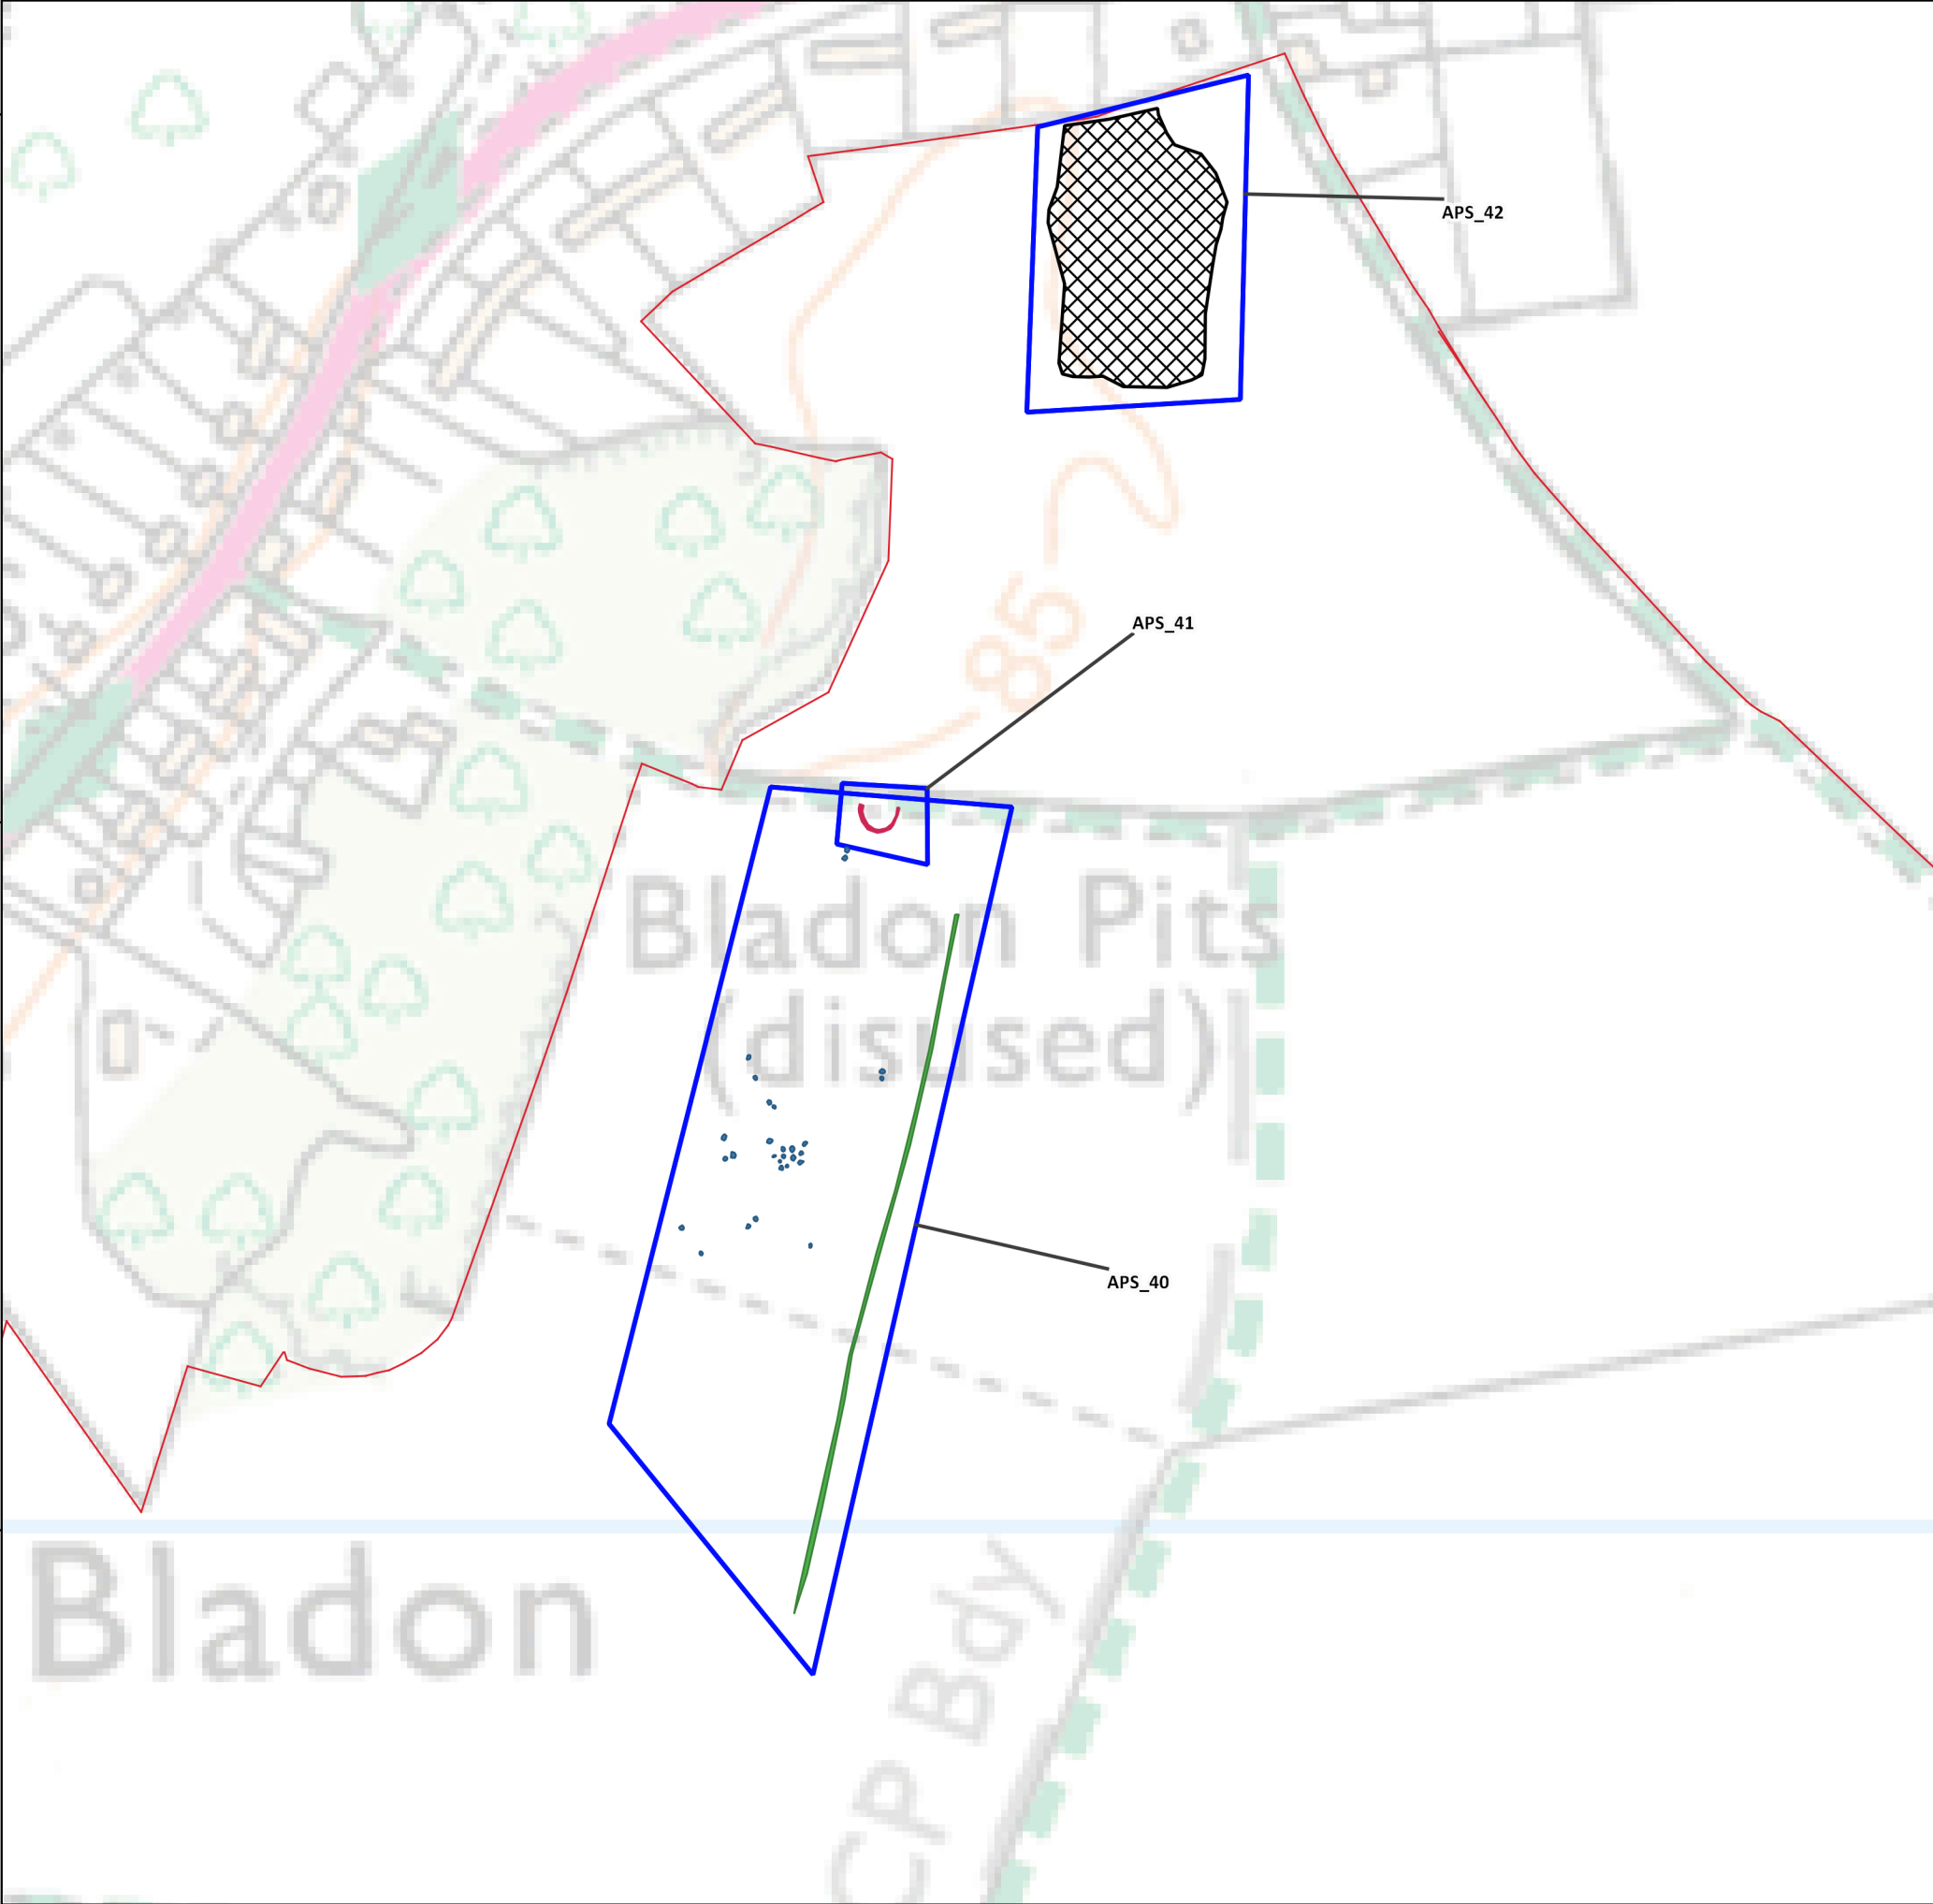 APS_42
85
APS_41
Bladon Pits
(disused)
APS_40
Bladon
CP Bdy